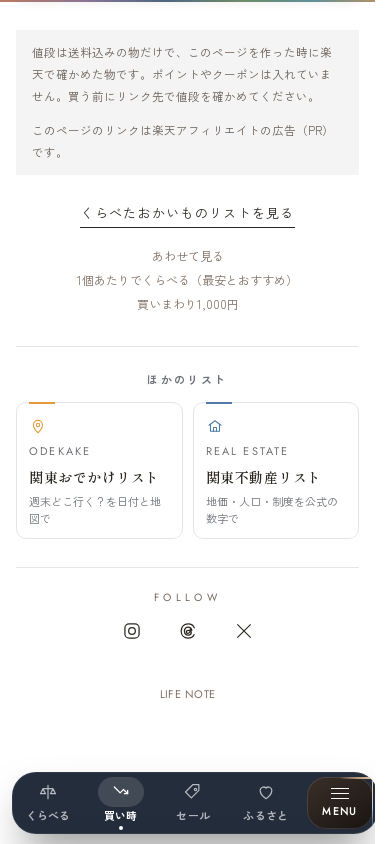 値段は送料込みの物だけで、このページを作った時に楽
天で確かめた物です。ポイントやクーポンは入れていま
せん。買う前にリンク先で値段を確かめてください。
このページのリンクは楽天アフィリエイトの広告（PR）
です。
くらべたおかいものリストを見る
あわせて見る
1個あたりでくらべる（最安とおすすめ）
買いまわり1,000円
ほかのリスト
ODEKAKE
関東おでかけリスト
週末どこ行く？を日付と地
図で
REAL ESTATE
関東不動産リスト
地価・人口・制度を公式の
数字で
FOLLOW
LIFE NOTE
くらべる
買い時
セール
ふるさと
MENU